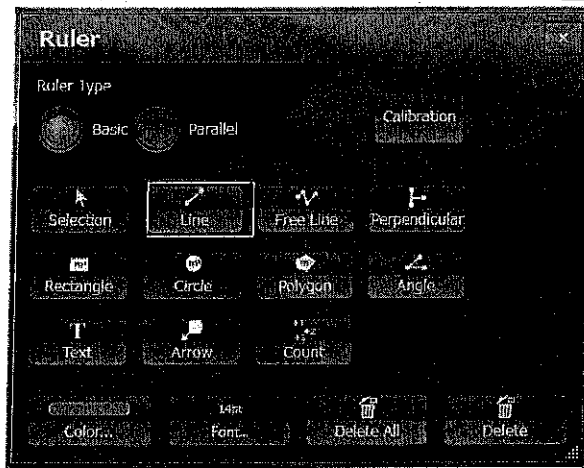 Ruler
Ruler Type
Basic Parallel
Calibration
Selection Line Free Line Perpendicular
Rectangle Circle Polygon Angle
T
Text Arrow Count
14pt
Color... Font... Delete All Delete